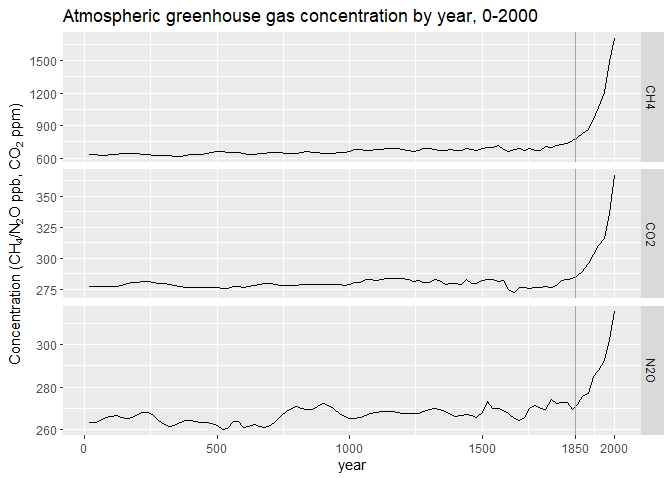 Atmospheric greenhouse gas concentration by year, 0-2000
Concentration (CH₄/N₂O ppb, CO₂ ppm)
1500
1200
900
600
CH4
350
325
300
275
CO2
300
280
260
N2O
0
500
1000
1500
1850
2000
year